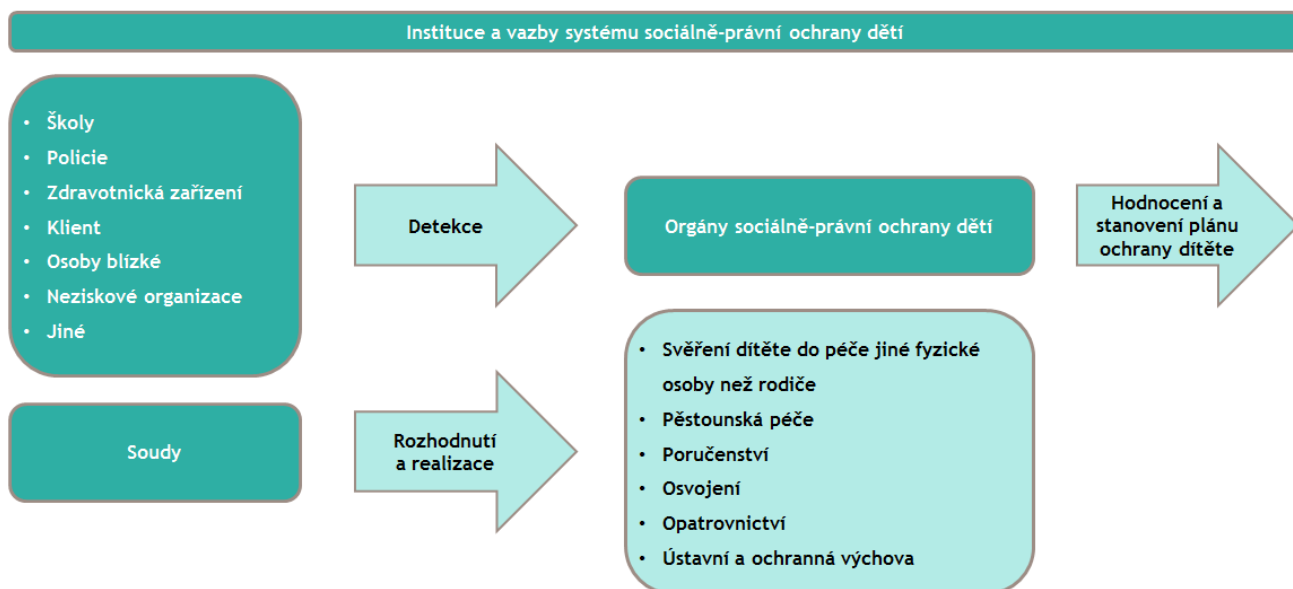 Instituce a vazby systému sociálně-právní ochrany dětí
• Školy
• Policie
• Zdravotnická zařízení
• Klient
• Osoby blízké
• Neziskové organizace
• Jiné
Detekce
Orgány sociálně-právní ochrany dětí
Hodnocení a
stanovení plánu
ochrany dítěte
Soudy
Rozhodnutí
a realizace
• Svěření dítěte do péče jiné fyzické
osoby než rodiče
• Pěstounská péče
• Poručenství
• Osvojení
• Opatrovnictví
• Ústavní a ochranná výchova